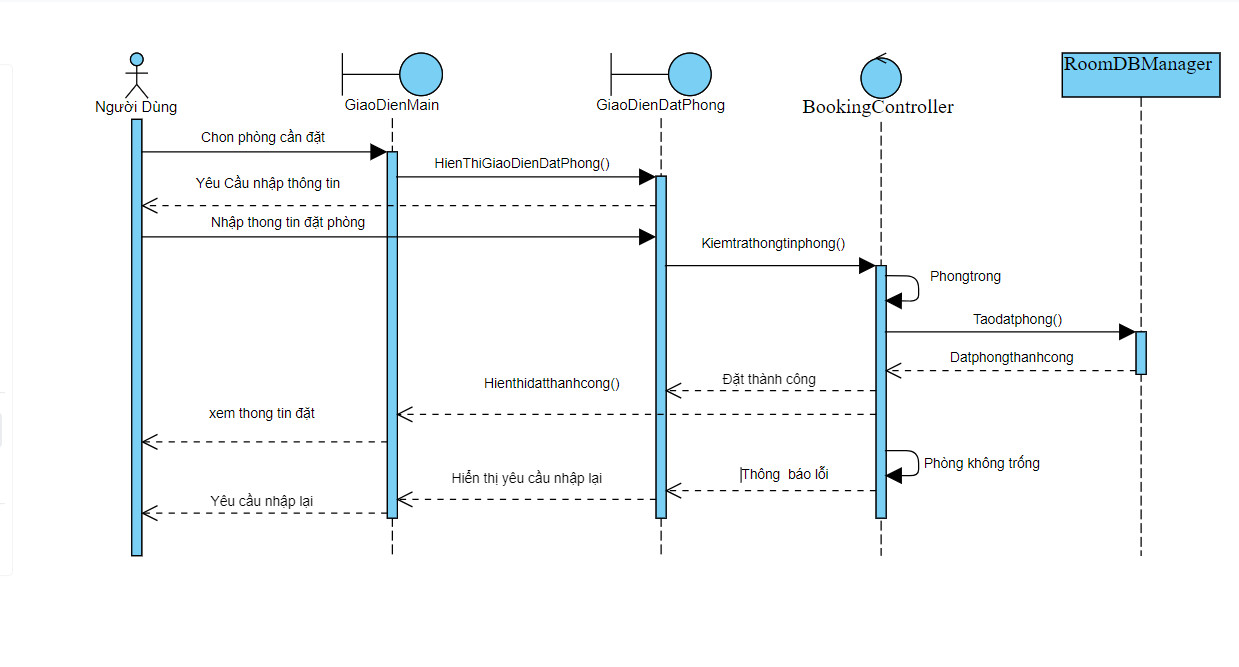 Người Dùng
GiaoDienMain
GiaoDienDatPhong
BookingController
RoomDBManager
Chon phòng cần đặt
HienThiGiaoDienDatPhong()
Yêu Cầu nhập thông tin
Nhập thong tin đặt phòng
Kiemtrathongtinphong()
Phongtrong
Taodatphong()
Datphongthanhcong
Đặt thành công
Hienthidatthanhcong()
xem thong tin đặt
Phòng không trống
Thông báo lỗi
Hiển thị yêu cầu nhập lại
Yêu cầu nhập lại